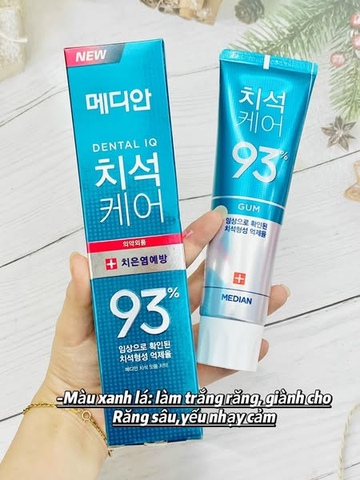 NEW
메디안
DENTAL IQ
치석
케어
의약외품
치은염예방
93%
임상으로 확인된
치석형성 억제율
치석
케어
93%
GUM
임상으로 확인된
치석형성 억제율
MEDIAN
-Màu xanh lá: làm trắng răng, giành cho
Răng sâu,yếu nhạy cảm